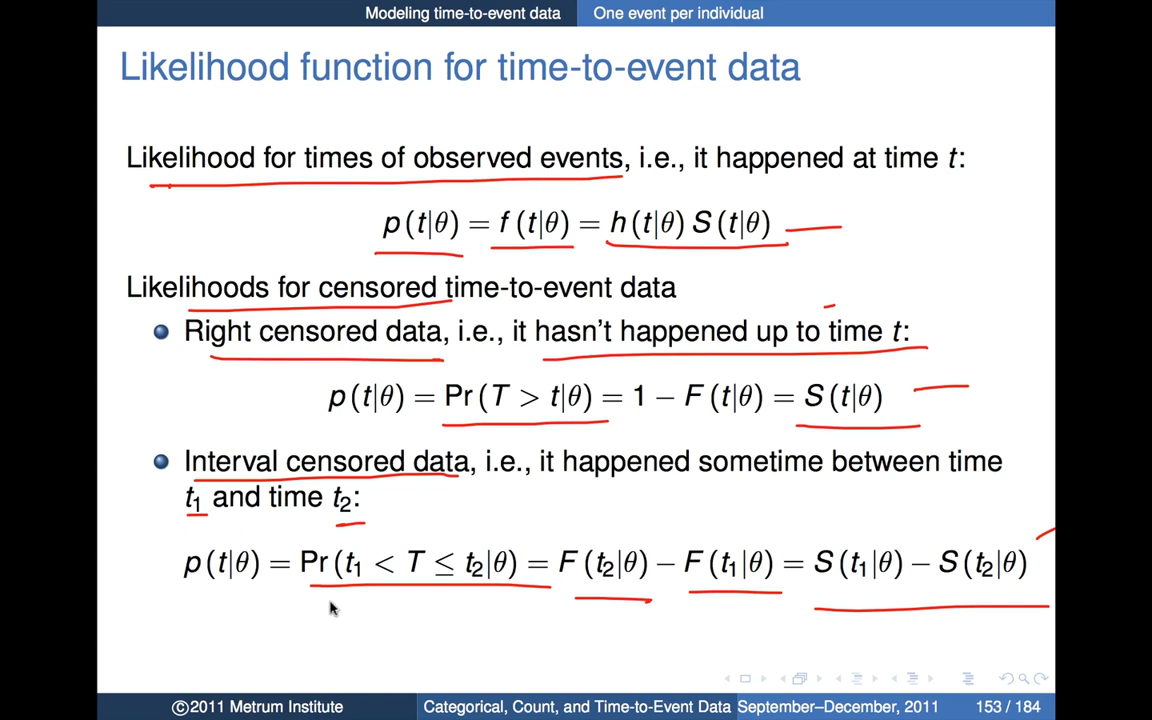 Modeling time-to-event data One event per individual
Likelihood function for time-to-event data
Likelihood for times of observed events, i.e., it happened at time t:
p(t|θ) = f(t|θ) = h(t|θ) S(t|θ)
Likelihoods for censored time-to-event data
Right censored data, i.e., it hasn't happened up to time t:
p(t|θ) = Pr(T > t|θ) = 1 − F(t|θ) = S(t|θ)
Interval censored data, i.e., it happened sometime between time
t₁ and time t₂:
p(t|θ) = Pr(t₁ < T ≤ t₂|θ) = F(t₂|θ) − F(t₁|θ) = S(t₁|θ) − S(t₂|θ)
©2011 Metrum Institute Categorical, Count, and Time-to-Event Data September–December, 2011 153 / 184